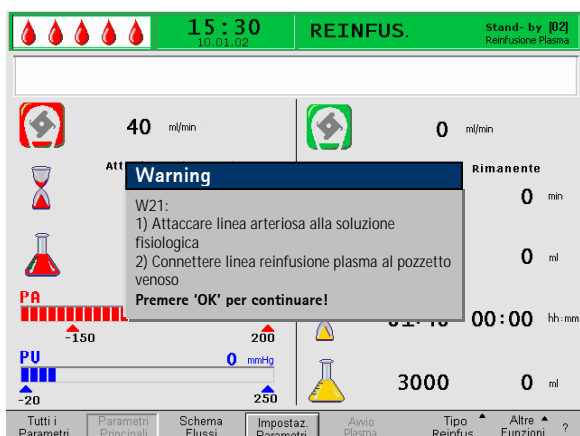 15:30
10.01.02
REINFUS.
Stand- by [02]
Reinfusione Plasma
40 ml/min
0 ml/min
Rimanente
Warning
W21:
1) Attaccare linea arteriosa alla soluzione
fisiologica
2) Connettere linea reinfusione plasma al pozzetto
venoso
Premere 'OK' per continuare!
0 min
0 ml
PA
-150 200
00:00 hh:mm
PV 0 mmHg
-20 250
3000 0 ml
Tutti i Parametri
Parametri Principali
Schema Flussi
Impostaz. Parametri
Avvio Plasma
Tipo Reinfus.
Altre Funzioni
?